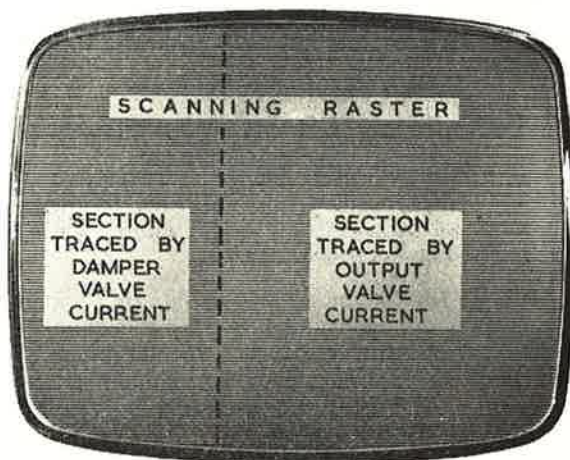 SCANNING RASTER
SECTION
TRACED BY
DAMPER
VALVE
CURRENT
SECTION
TRACED BY
OUTPUT
VALVE
CURRENT